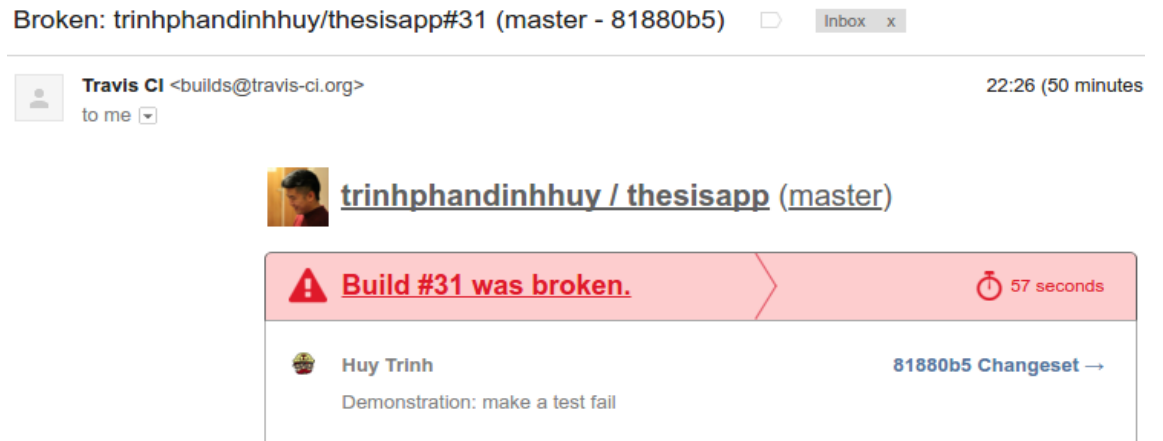 Broken: trinhphandinhhuy/thesisapp#31 (master - 81880b5) Inbox x
Travis CI <builds@travis-ci.org> 22:26 (50 minutes
to me
trinhphandinhhuy / thesisapp (master)
Build #31 was broken. 57 seconds
Huy Trinh 81880b5 Changeset →
Demonstration: make a test fail